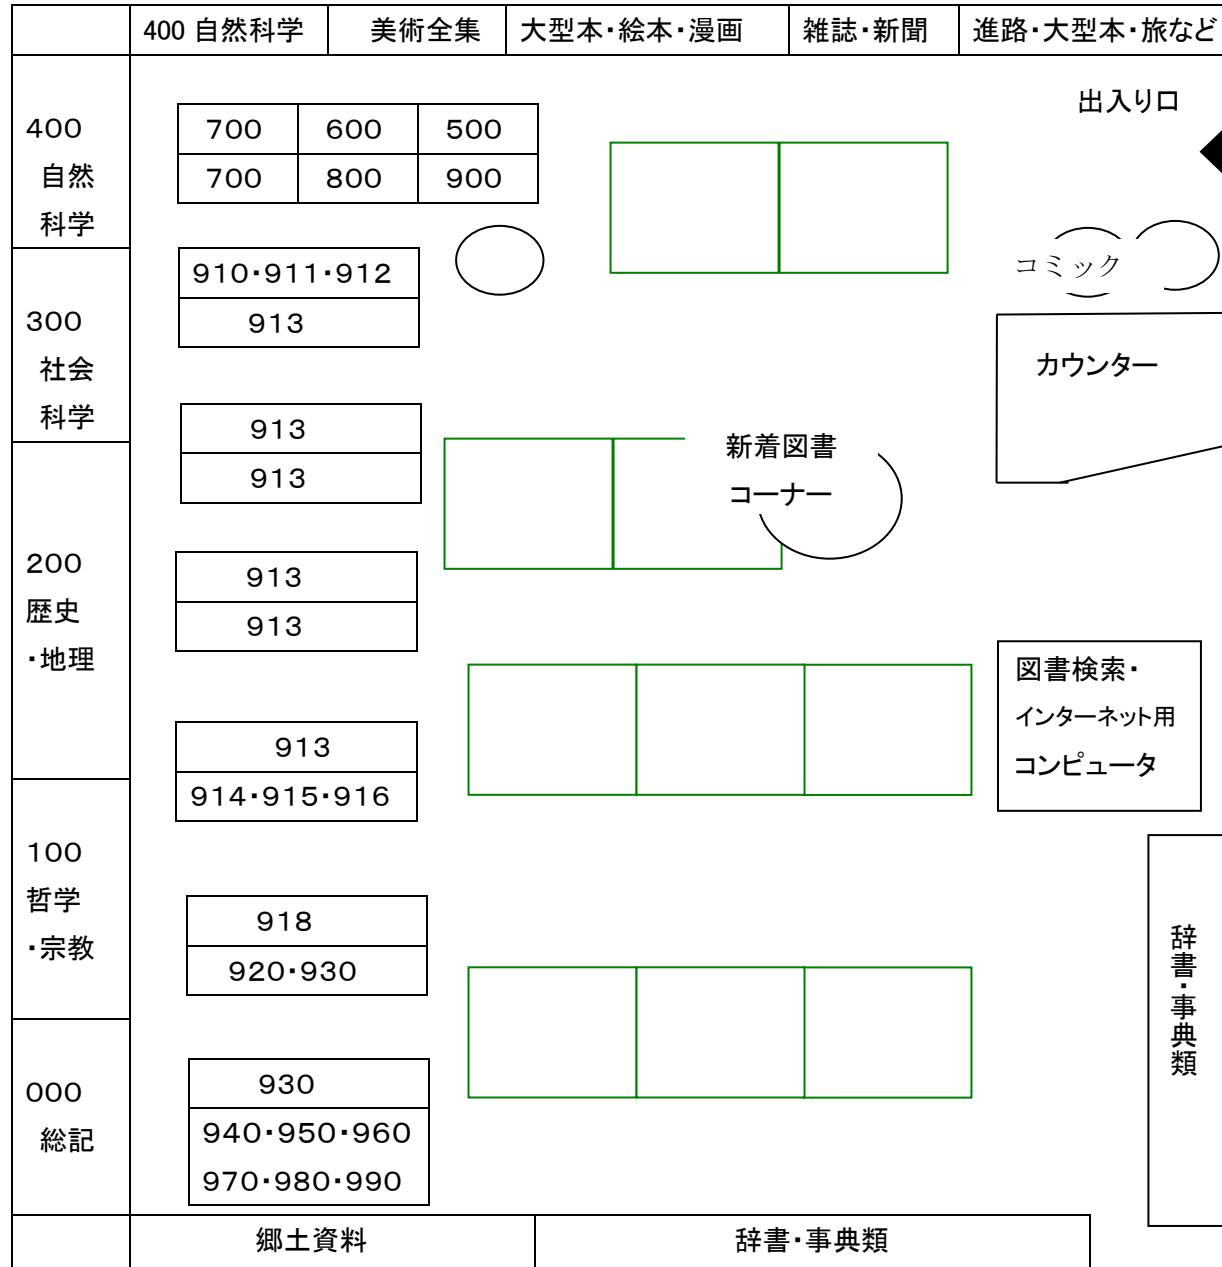 400 自然科学
美術全集
大型本・絵本・漫画
雑誌・新聞
進路・大型本・旅など
出入り口
400
自然
科学
700 600 500
700 800 900
910・911・912
913
コミック
300
社会
科学
カウンター
913
913
新着図書
コーナー
200
歴史
・地理
913
913
図書検索・
インターネット用
コンピュータ
913
914・915・916
100
哲学
・宗教
918
920・930
辞書・事典類
000
総記
930
940・950・960
970・980・990
郷土資料
辞書・事典類